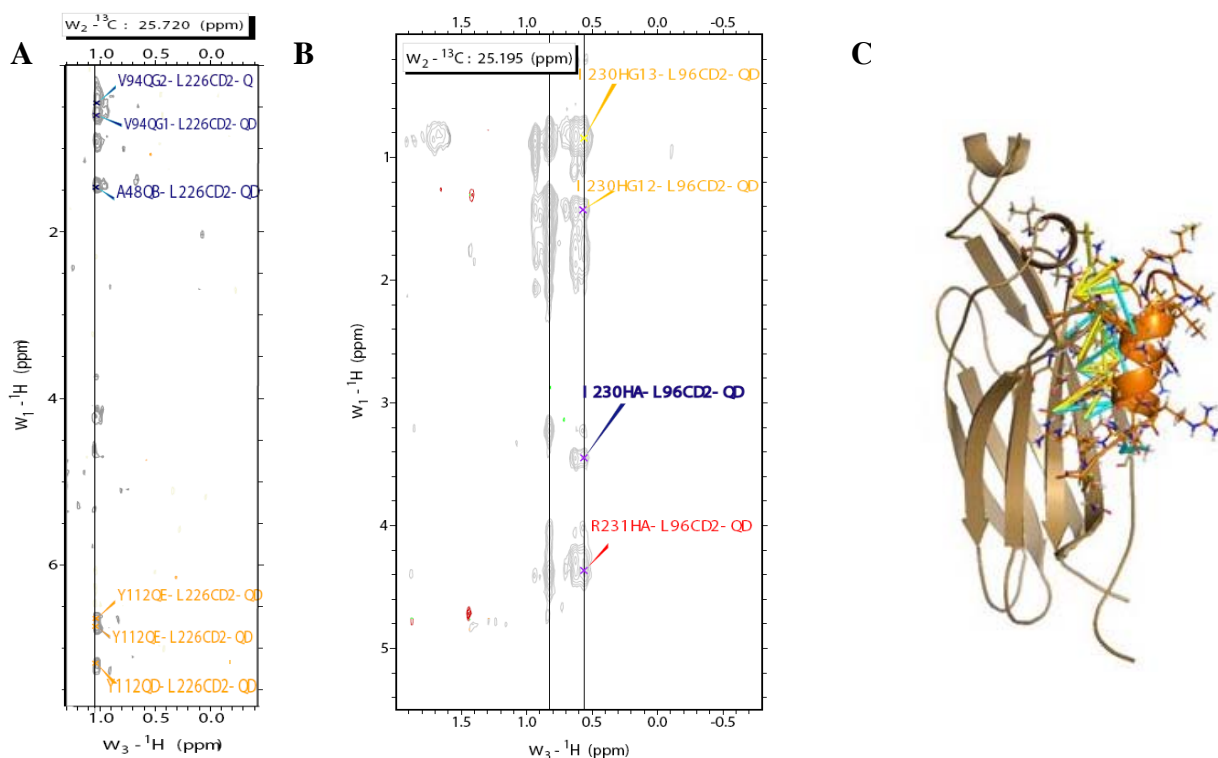 A
W2 - 13C : 25.720 (ppm)
1.0 0.5 0.0
V94QG2- L226CD2- Q
V94QG1- L226CD2- QD
A48QB- L226CD2- QD
2
4
6
W1 - 1H (ppm)
Y112QE- L226CD2- QD
Y112QE- L226CD2- QD
Y112QD- L226CD2- QD
1.0 0.5 0.0
W3 - 1H (ppm)
B
1.5 1.0 0.5 0.0 -0.5
W2 - 13C : 25.195 (ppm)
I 230HG13- L96CD2- QD
1
I 230HG12- L96CD2- QD
2
W1 - 1H (ppm)
3
I 230HA- L96CD2- QD
4
R231HA- L96CD2- QD
5
1.5 1.0 0.5 0.0 -0.5
W3 - 1H (ppm)
C